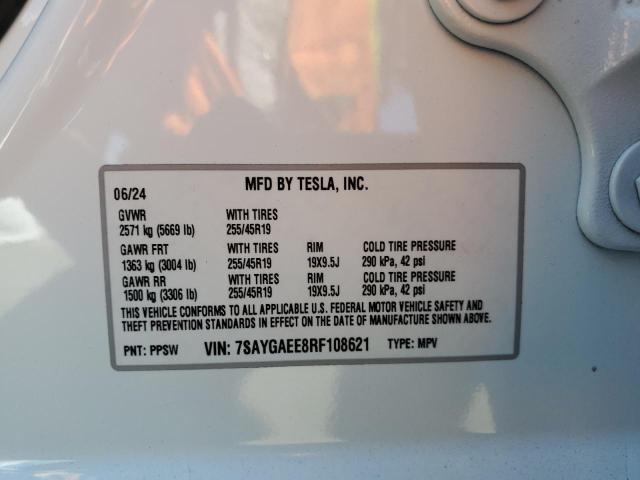 06/24 MFD BY TESLA, INC.
GVWR WITH TIRES
2571 kg (5669 lb) 255/45R19
GAWR FRT WITH TIRES RIM COLD TIRE PRESSURE
1363 kg (3004 lb) 255/45R19 19X9.5J 290 kPa, 42 psi
GAWR RR WITH TIRES RIM COLD TIRE PRESSURE
1500 kg (3306 lb) 255/45R19 19X9.5J 290 kPa, 42 psi
THIS VEHICLE CONFORMS TO ALL APPLICABLE U.S. FEDERAL MOTOR VEHICLE SAFETY AND
THEFT PREVENTION STANDARDS IN EFFECT ON THE DATE OF MANUFACTURE SHOWN ABOVE.
PNT: PPSW VIN: 7SAYGAEE8RF108621 TYPE: MPV